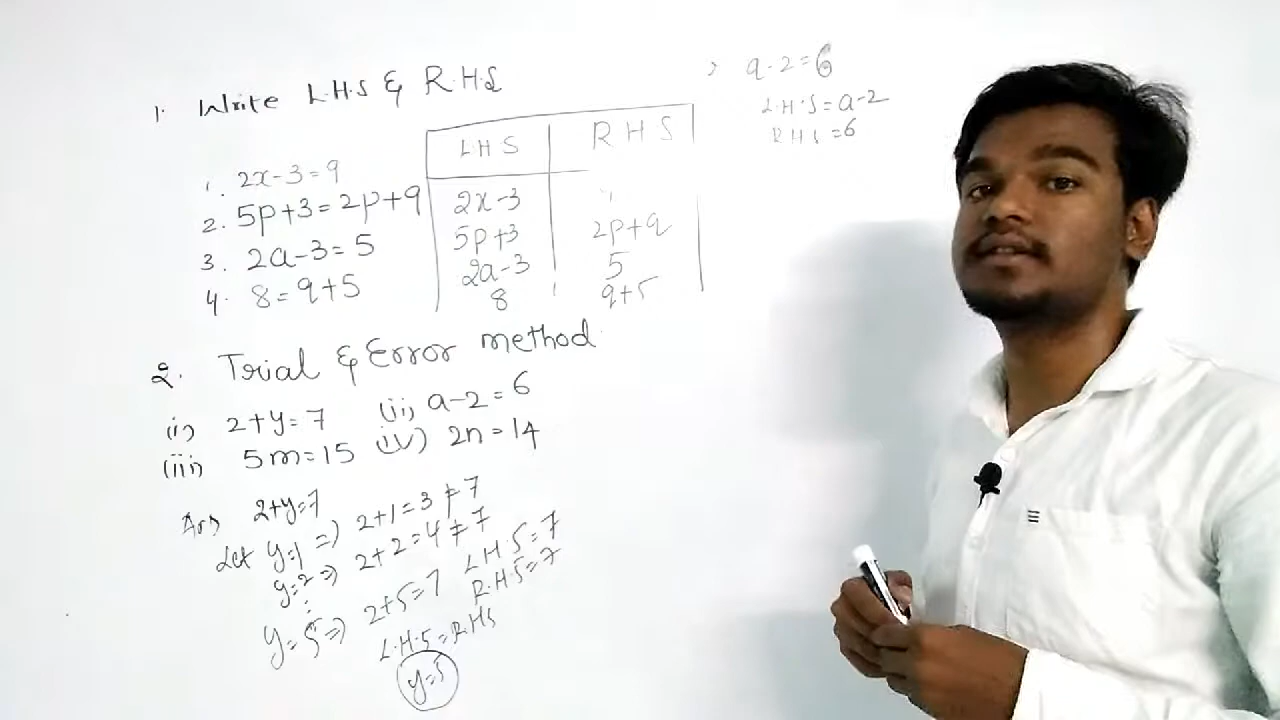 1. Write L.H.S & R.H.S
LHS RHS
1. 2x-3=9
2. 5p+3=2p+9
3. 2a-3=5
4. 8=q+5
2x-3
5p+3 2p+9
2a-3 5
8 q+5
2. Trial & Error method
(i) 2+y=7 (ii) a-2=6
(iii) 5m=15 (iv) 2n=14
Ans 2+y=7
Let y=1 => 2+1=3≠7
y=2 => 2+2=4≠7
:
y=5=) 2+5=7 L.H.S=7
R.H.S=7
L.H.S=RHS
y=5
a-2=6
L.H.S=a-2
RHS=6